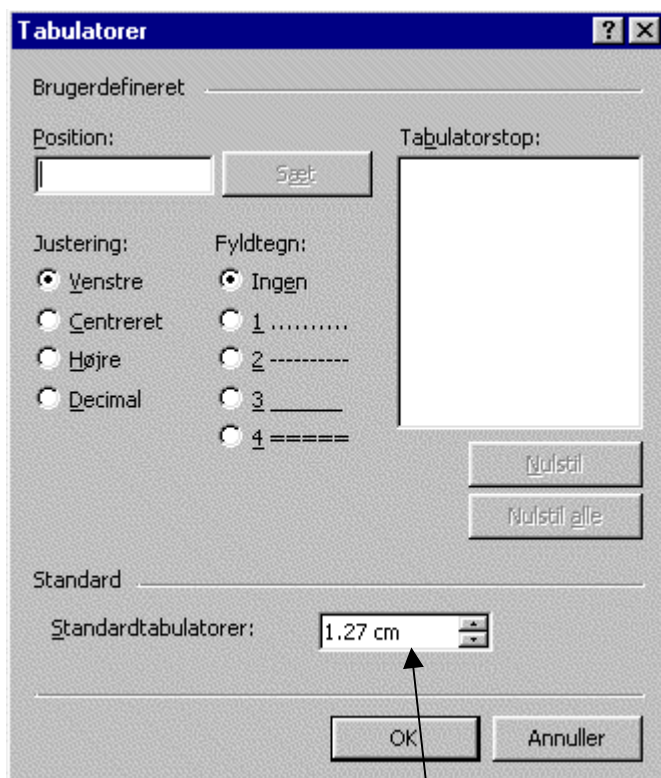 Tabulatorer
Brugerdefineret
Position:
Sæt
Tabulatorstop:
Justering:
Venstre
Centreret
Højre
Decimal
Fyldtegn:
Ingen
1 ..........
2 ----------
3 ______
4 =====
Nulstil
Nulstil alle
Standard
Standardtabulatorer:
1.27 cm
OK
Annuller